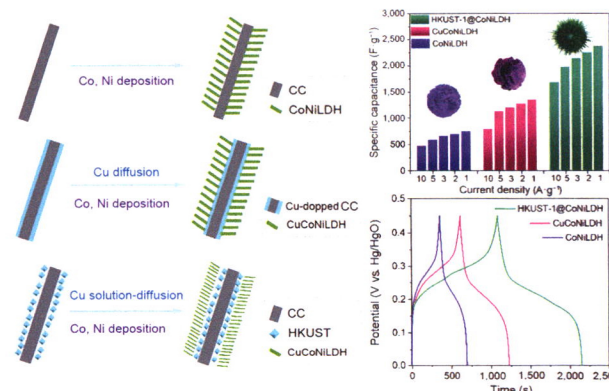 Co, Ni deposition
CC
CoNiLDH
Cu diffusion
Co, Ni deposition
Cu-dopped CC
CuCoNiLDH
Cu solution-diffusion
Co, Ni deposition
CC
HKUST
CuCoNiLDH
HKUST-1@CoNiLDH
CuCoNiLDH
CoNiLDH
Specific capacitance (F·g⁻¹)
3,000
2,500
2,000
1,500
1,000
500
0
10 5 3 2 1 10 5 3 2 1 10 5 3 2 1
Current density (A·g⁻¹)
HKUST-1@CoNiLDH
CuCoNiLDH
CoNiLDH
Potential (V vs. Hg/HgO)
0.5
0.4
0.3
0.2
0.1
0.0
0 500 1,000 1,500 2,000 2,50
Time (s)